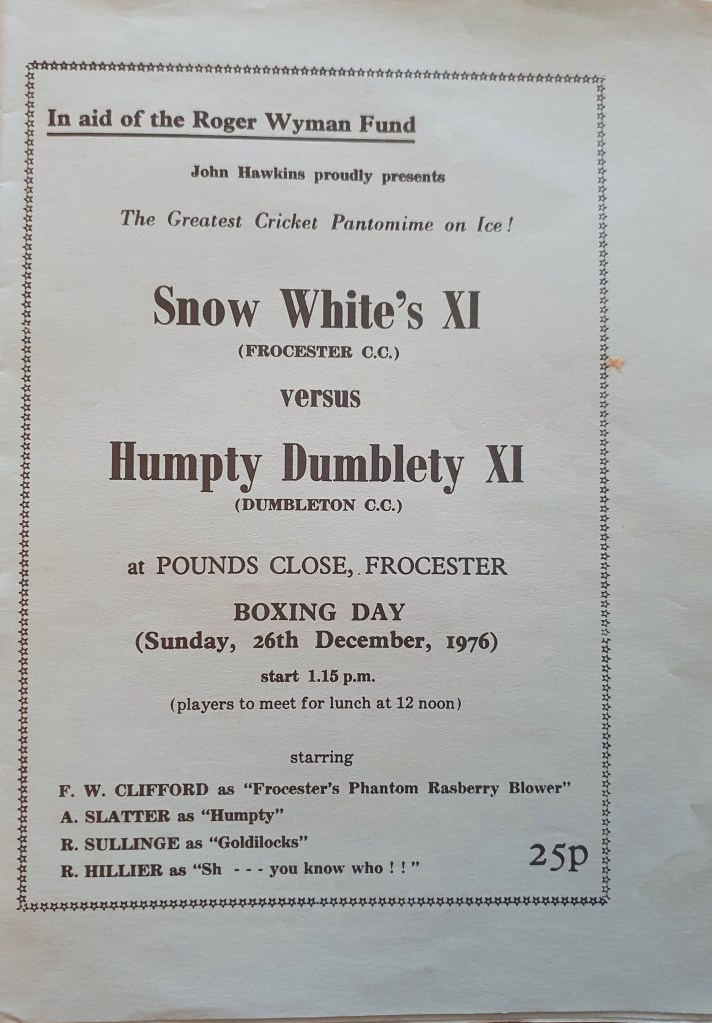 In aid of the Roger Wyman Fund
John Hawkins proudly presents
The Greatest Cricket Pantomime on Ice!
Snow White's XI
(FROCESTER C.C.)
versus
Humpty Dumblety XI
(DUMBLETON C.C.)
at POUNDS CLOSE, FROCESTER
BOXING DAY
(Sunday, 26th December, 1976)
start 1.15 p.m.
(players to meet for lunch at 12 noon)
starring
F. W. CLIFFORD as "Frocester's Phantom Rasberry Blower"
A. SLATTER as "Humpty"
R. SULLINGE as "Goldilocks"
R. HILLIER as "Sh - - - you know who ! ! "
25p